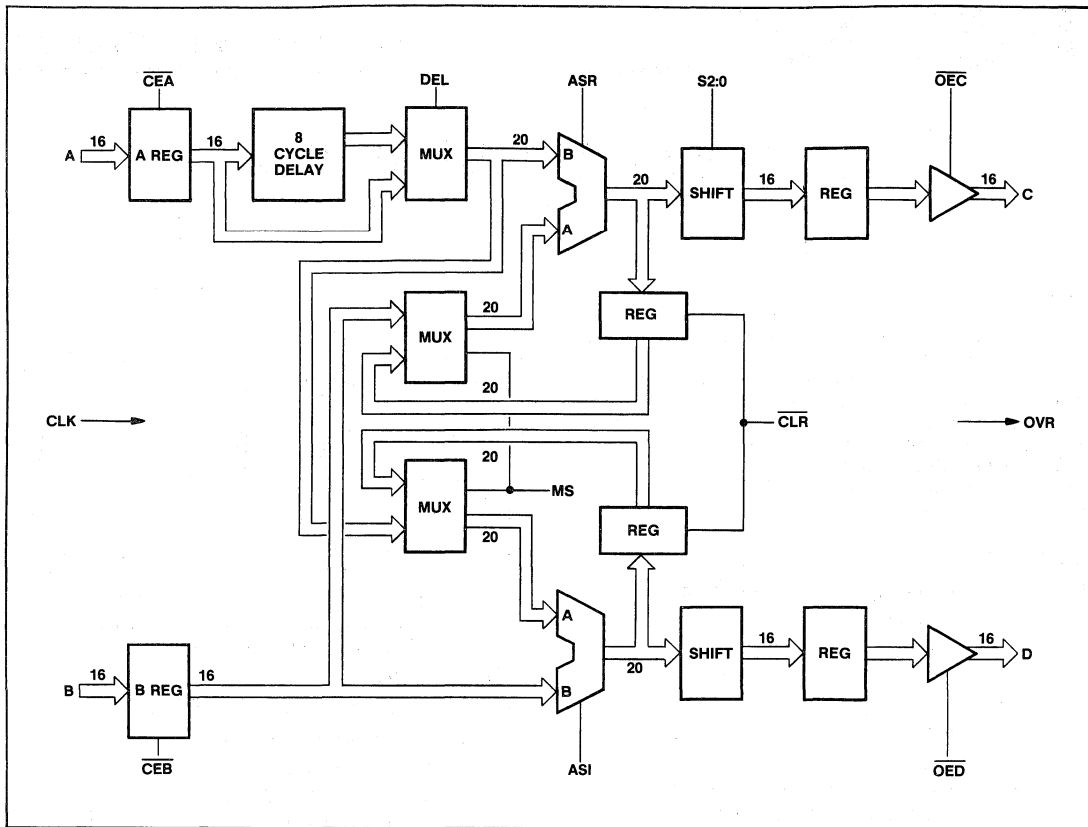 CEA
DEL
ASR
S2:0
OEC
A
16
A REG
16
8
CYCLE
DELAY
MUX
20
B
A
20
SHIFT
16
REG
16
C
MUX
20
20
REG
CLK
CLR
OVR
MUX
20
20
MS
REG
B
16
B REG
16
A
B
20
SHIFT
16
REG
16
D
CEB
ASI
OED